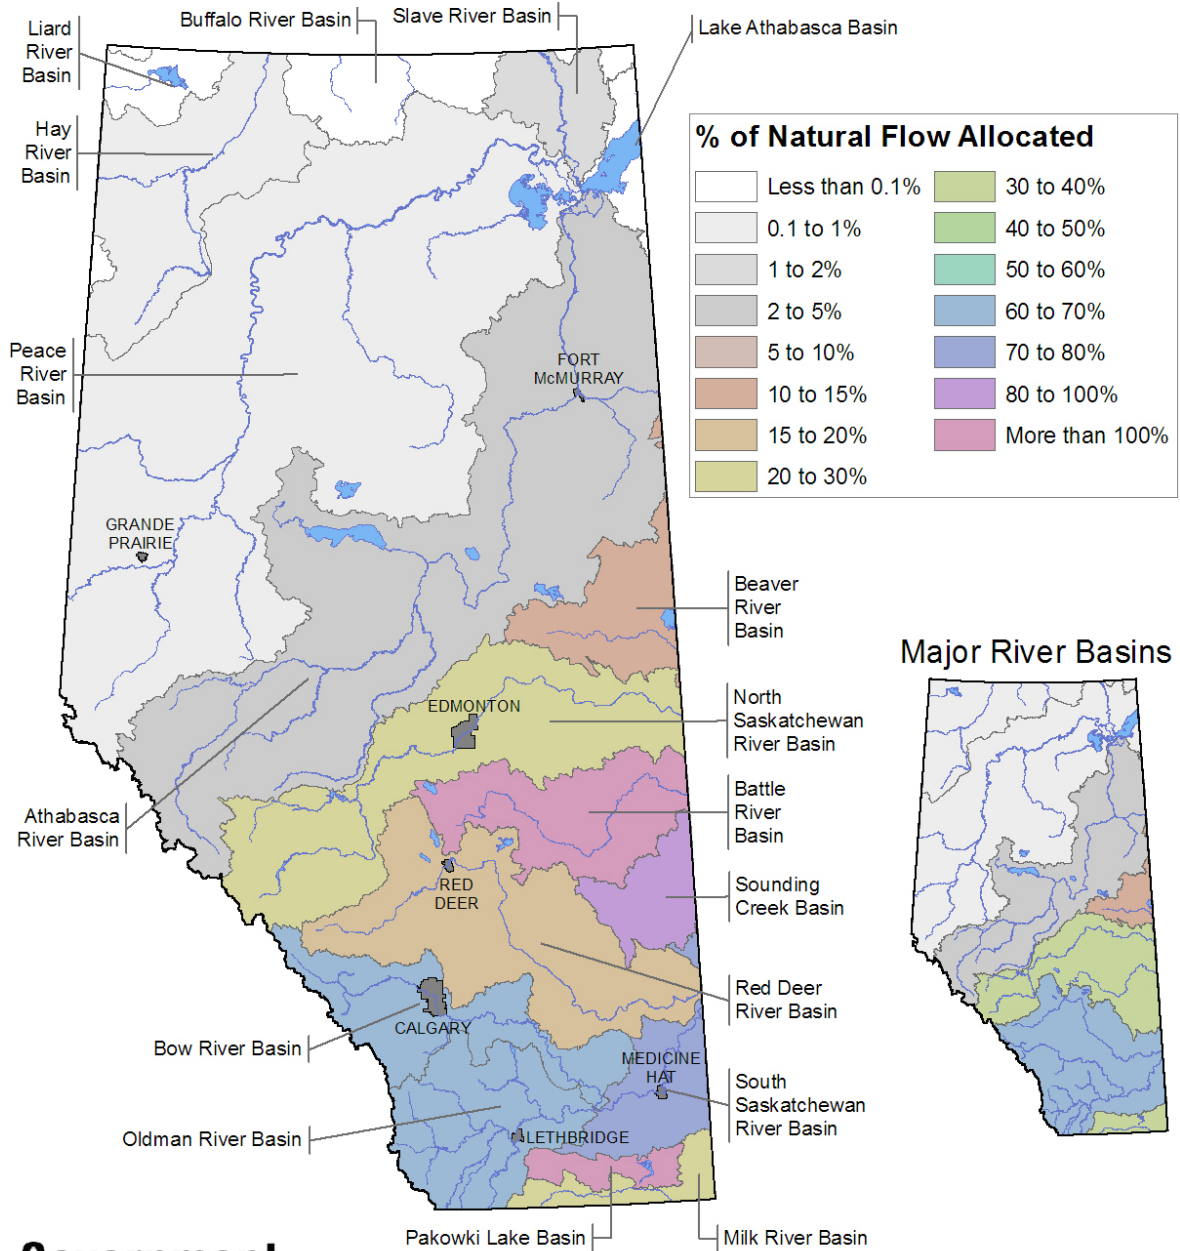 Buffalo River Basin
Slave River Basin
Liard
River
Basin
Lake Athabasca Basin
Hay
River
Basin
% of Natural Flow Allocated
Less than 0.1%
0.1 to 1%
1 to 2%
2 to 5%
5 to 10%
10 to 15%
15 to 20%
20 to 30%
30 to 40%
40 to 50%
50 to 60%
60 to 70%
70 to 80%
80 to 100%
More than 100%
Peace
River
Basin
FORT
McMURRAY
GRANDE
PRAIRIE
Beaver
River
Basin
Major River Basins
EDMONTON
North
Saskatchewan
River Basin
Battle
River
Basin
Athabasca
River Basin
RED
DEER
Sounding
Creek Basin
Red Deer
River Basin
CALGARY
Bow River Basin
MEDICINE
HAT
South
Saskatchewan
River Basin
Oldman River Basin
LETHBRIDGE
Pakowki Lake Basin
Milk River Basin